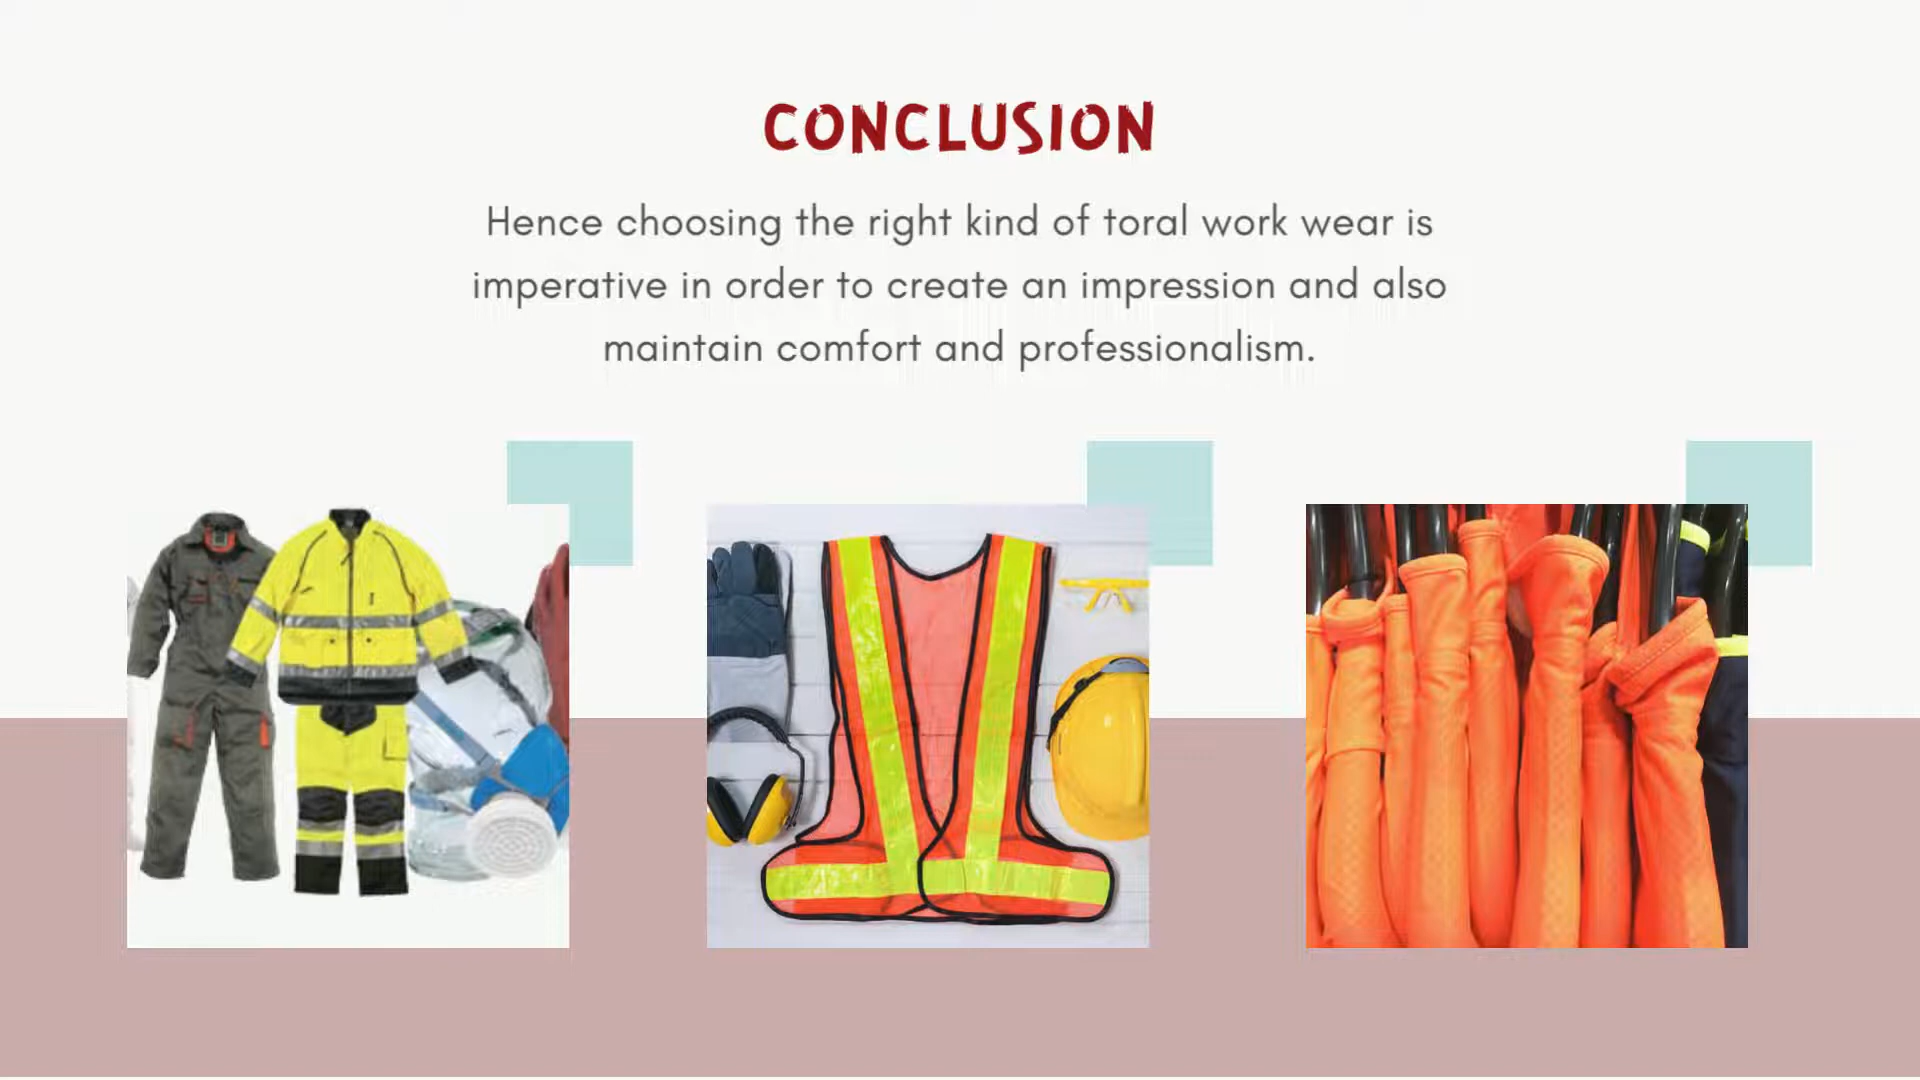 CONCLUSION
Hence choosing the right kind of toral work wear is
imperative in order to create an impression and also
maintain comfort and professionalism.